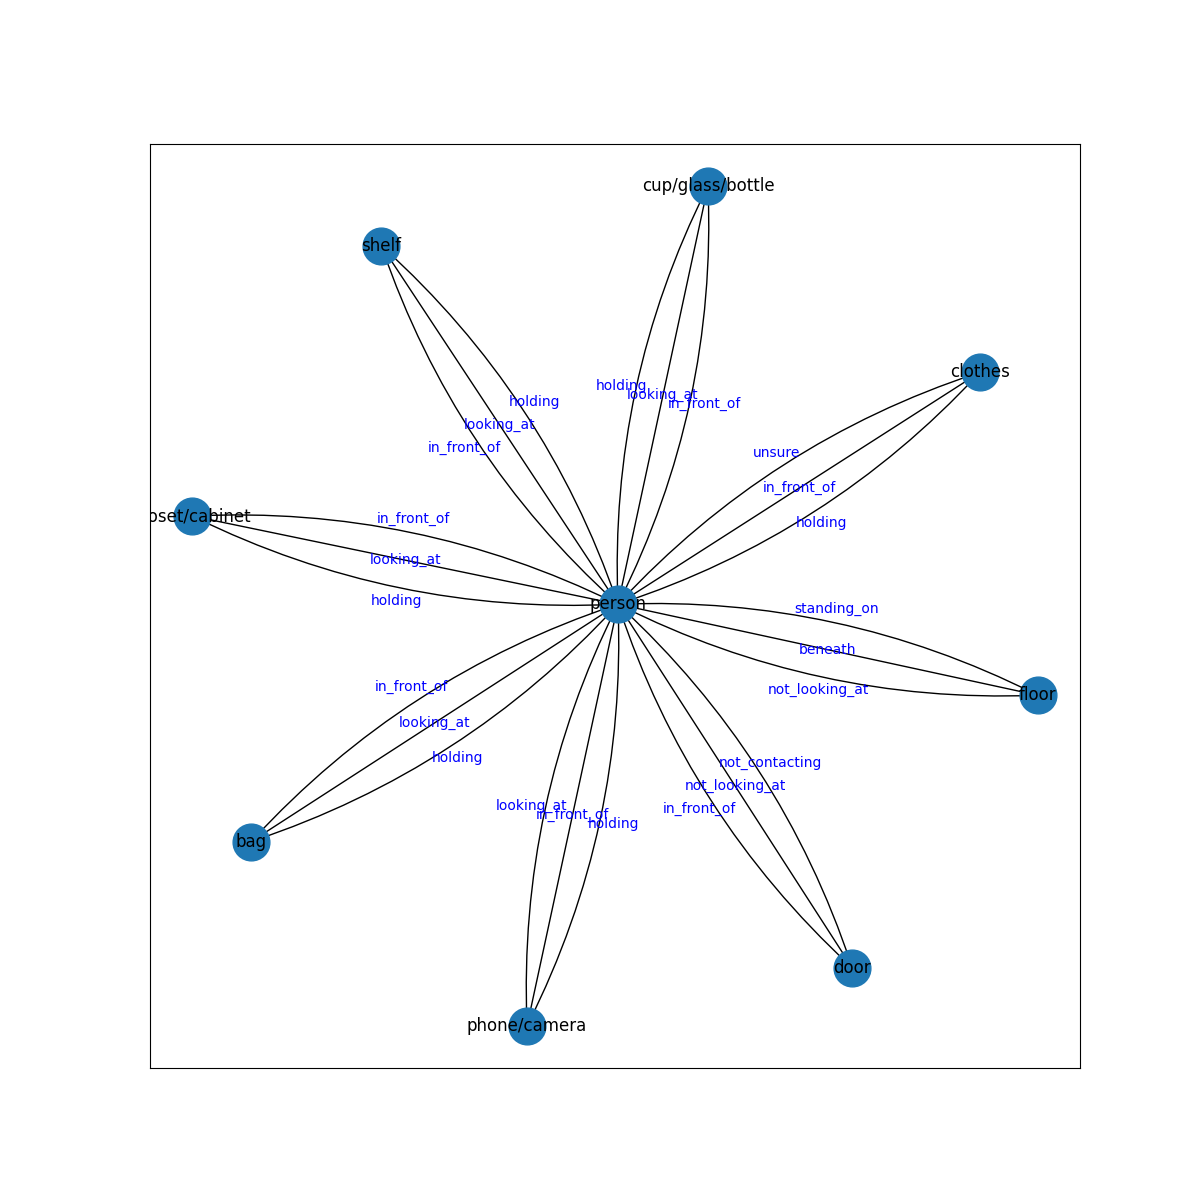 cup/glass/bottle
shelf
clothes
holding
looking_at
in_front_of
holding
looking_at
in_front_of
unsure
in_front_of
holding
oset/cabinet
in_front_of
looking_at
holding
person
standing_on
beneath
not_looking_at
floor
in_front_of
looking_at
holding
not_contacting
not_looking_at
in_front_of
looking_at
in_front_of
holding
bag
door
phone/camera